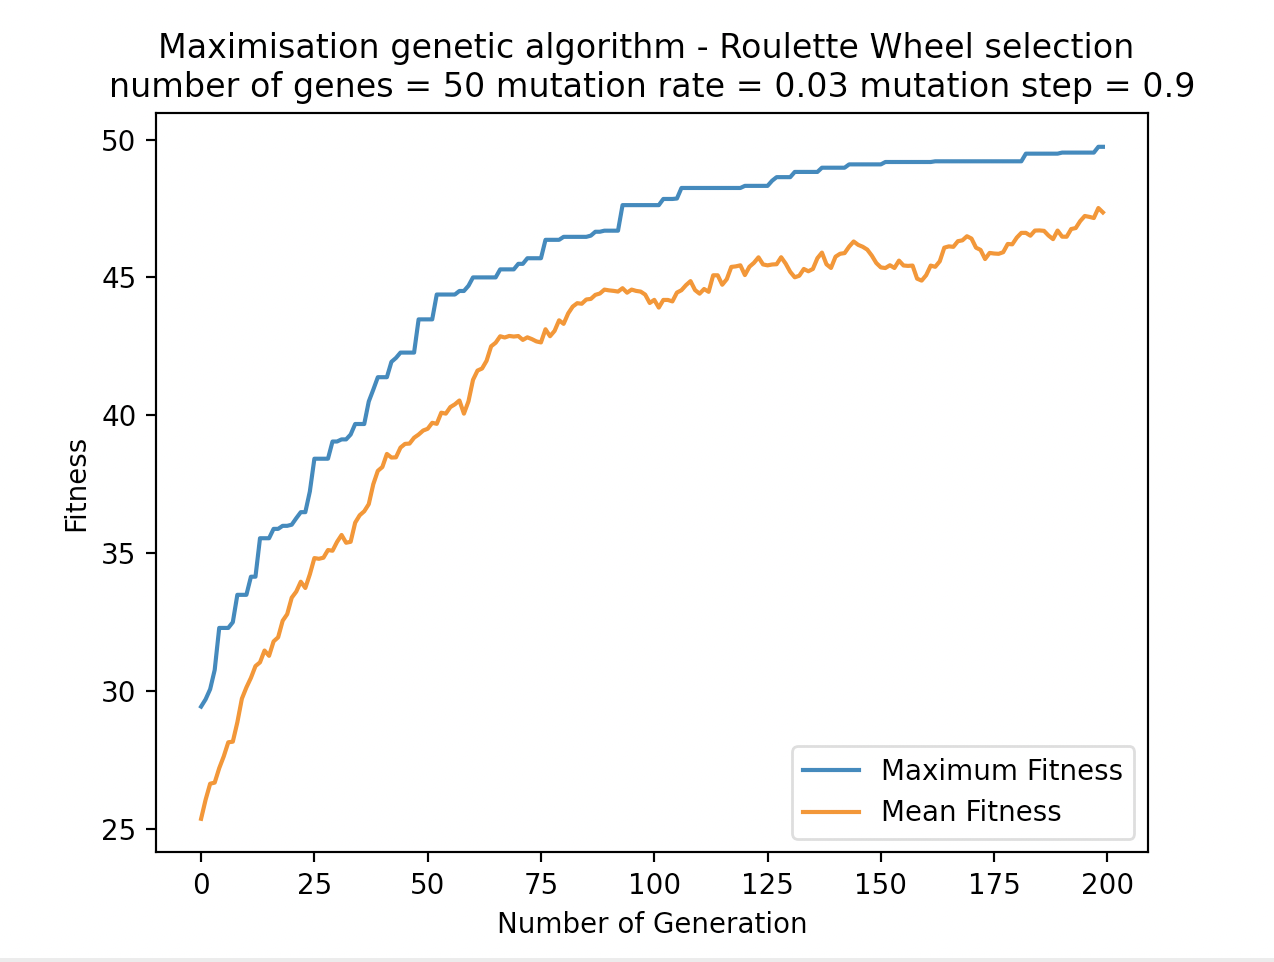 Maximisation genetic algorithm - Roulette Wheel selection
number of genes = 50 mutation rate = 0.03 mutation step = 0.9
50
45
40
35
30
25
Fitness
Maximum Fitness
Mean Fitness
0 25 50 75 100 125 150 175 200
Number of Generation